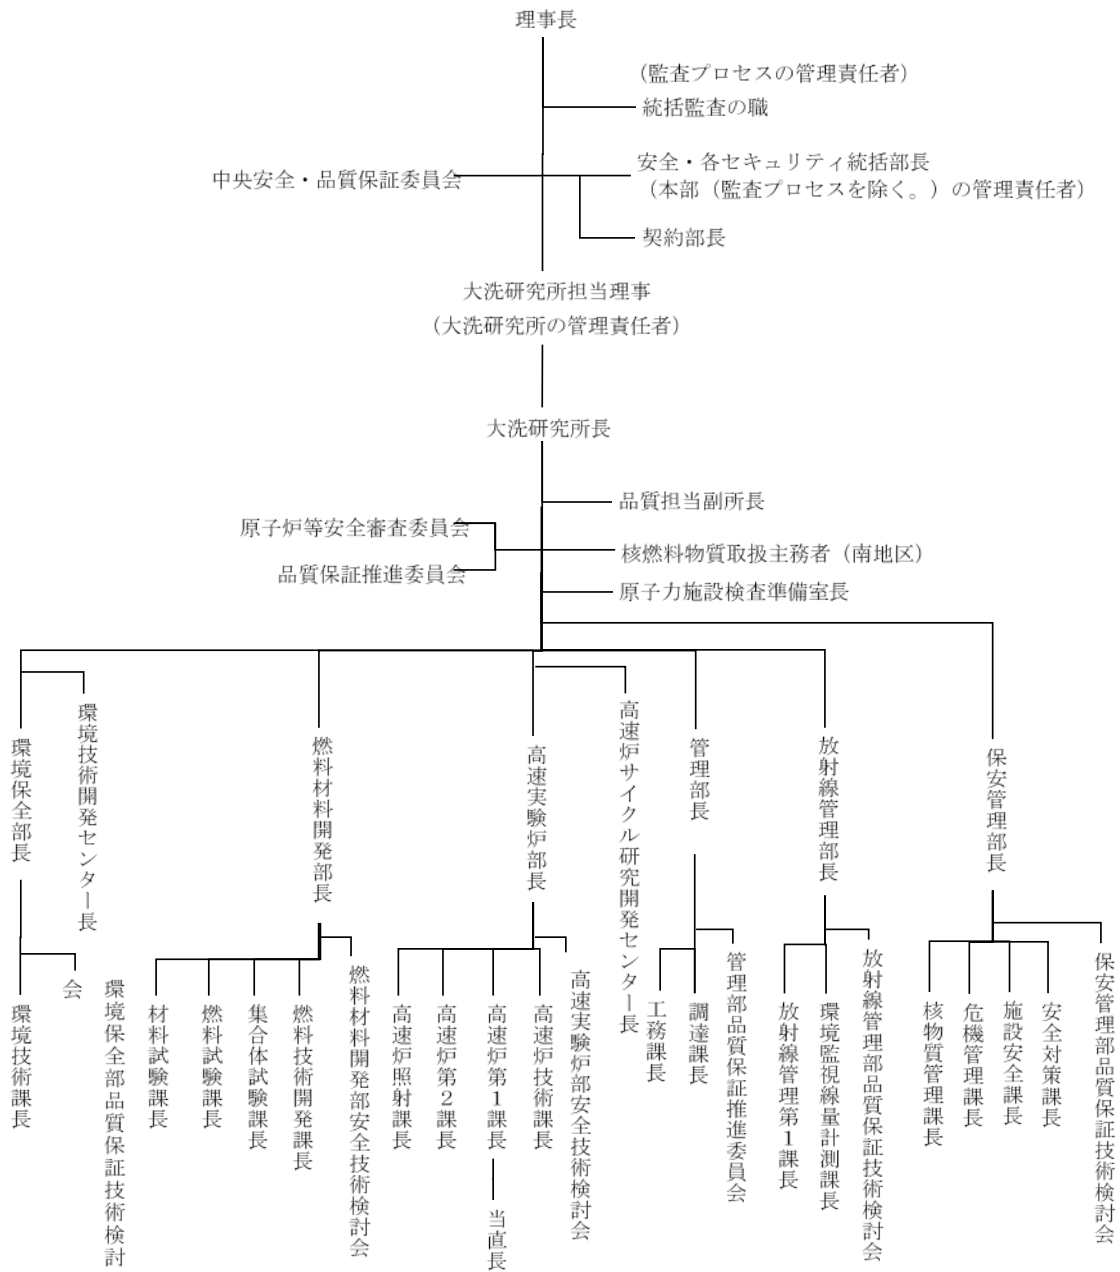 理事長
（監査プロセスの管理責任者）
統括監査の職
中央安全・品質保証委員会
安全・各セキュリティ統括部長
（本部（監査プロセスを除く。）の管理責任者）
契約部長
大洗研究所担当理事
（大洗研究所の管理責任者）
大洗研究所長
品質担当副所長
原子炉等安全審査委員会
核燃料物質取扱主務者（南地区）
品質保証推進委員会
原子力施設検査準備室長
環境保全部長
環境技術開発センター長
燃料材料開発部長
高速実験炉部長
高速炉サイクル研究開発センター長
管理部長
放射線管理部長
保安管理部長
環境技術課長
会
環境保全部品質保証技術検討
材料試験課長
燃料試験課長
集合体試験課長
燃料技術開発課長
燃料材料開発部安全技術検討会
高速炉照射課長
高速炉第２課長
高速炉第１課長
当直長
高速炉技術課長
高速実験炉部安全技術検討会
工務課長
調達課長
管理部品質保証推進委員会
放射線管理第１課長
環境監視線量計測課長
放射線管理部品質保証技術検討会
核物質管理課長
危機管理課長
施設安全課長
安全対策課長
保安管理部品質保証技術検討会